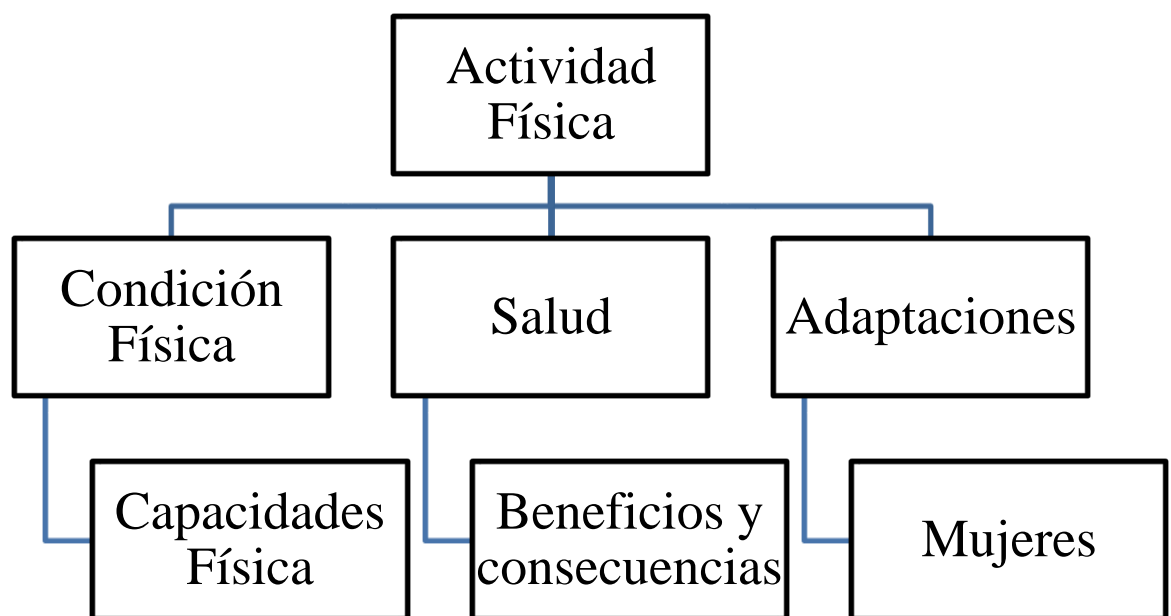 Actividad
Física
Condición
Física
Salud
Adaptaciones
Capacidades
Física
Beneficios y
consecuencias
Mujeres